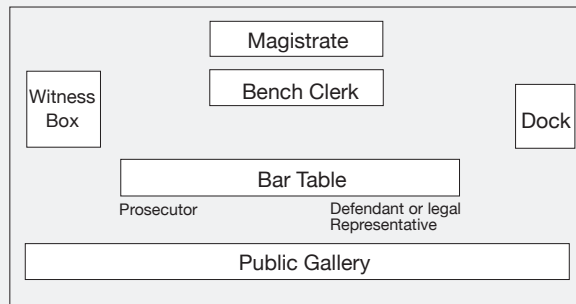 Magistrate
Bench Clerk
Witness
Box
Dock
Bar Table
Prosecutor
Defendant or legal
Representative
Public Gallery